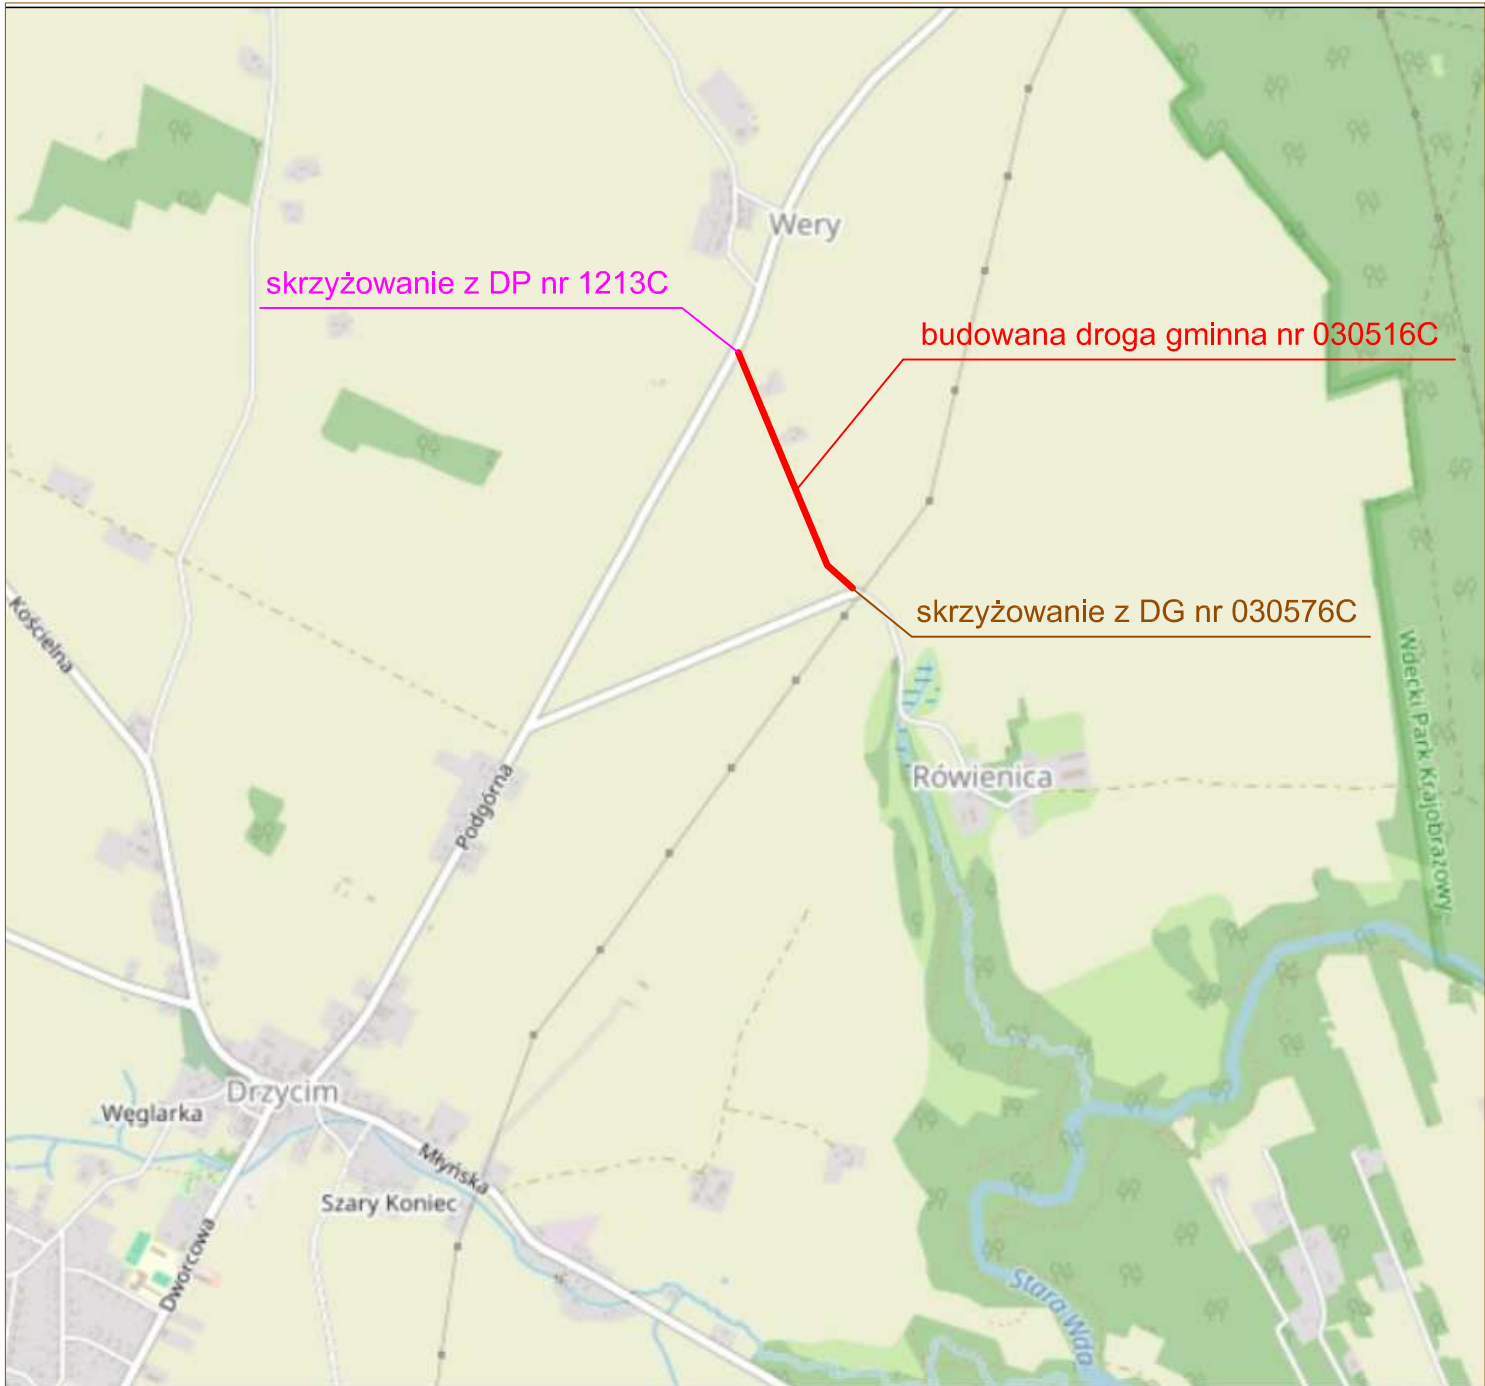 Wery
skrzyżowanie z DP nr 1213C
budowana droga gminna nr 030516C
skrzyżowanie z DG nr 030576C
Kościelna
Wdecki Park Krajobrazowy
Rówienica
Podgórna
Drzycim
Węglarka
Młyńska
Szary Koniec
Dworcowa
Stara Wda